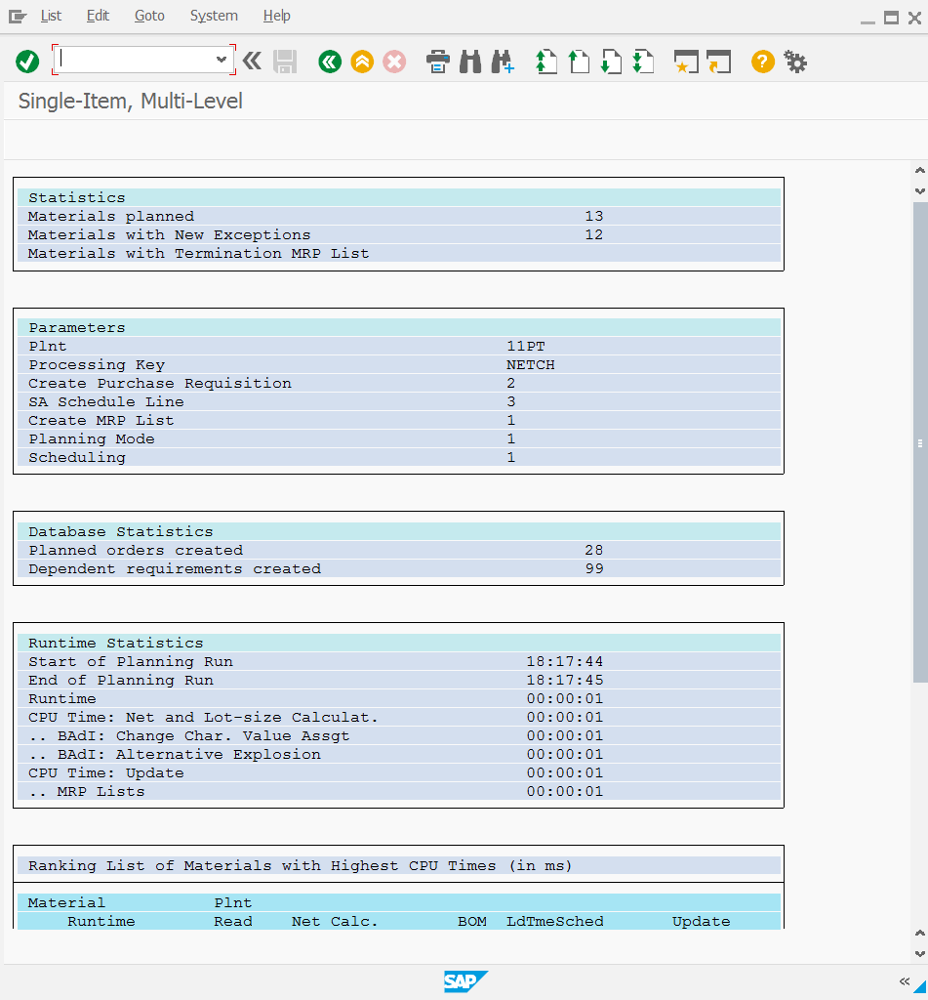 List Edit Goto System Help
Single-Item, Multi-Level
Statistics
Materials planned 13
Materials with New Exceptions 12
Materials with Termination MRP List
Parameters
Plnt 11PT
Processing Key NETCH
Create Purchase Requisition 2
SA Schedule Line 3
Create MRP List 1
Planning Mode 1
Scheduling 1
Database Statistics
Planned orders created 28
Dependent requirements created 99
Runtime Statistics
Start of Planning Run 18:17:44
End of Planning Run 18:17:45
Runtime 00:00:01
CPU Time: Net and Lot-size Calculat. 00:00:01
.. BAdI: Change Char. Value Assgt 00:00:01
.. BAdI: Alternative Explosion 00:00:01
CPU Time: Update 00:00:01
.. MRP Lists 00:00:01
Ranking List of Materials with Highest CPU Times (in ms)
Material Plnt
Runtime Read Net Calc. BOM LdTmeSched Update
SAP